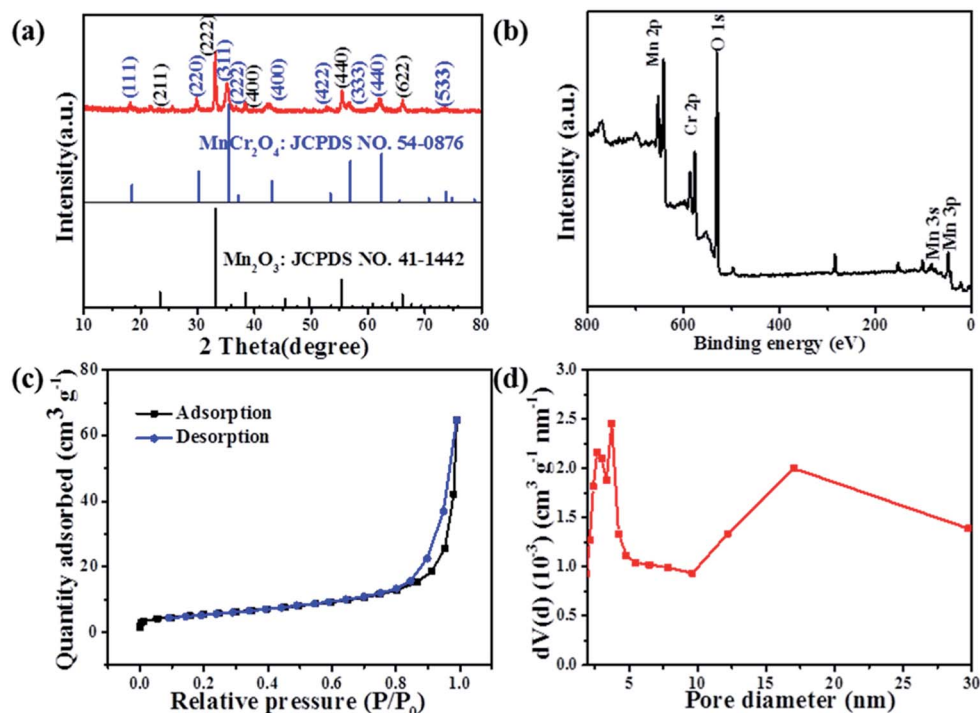 (a)
(111)
(211)
(220)
(222)
(311)
(222)
(400)
(400)
(422)
(440)
(333)
(440)
(622)
(533)
MnCr₂O₄: JCPDS NO. 54-0876
Mn₂O₃: JCPDS NO. 41-1442
Intensity(a.u.)
10 20 30 40 50 60 70 80
2 Theta(degree)
(b)
Mn 2p
Cr 2p
O 1s
Mn 3s
Mn 3p
Intensity (a.u.)
800 600 400 200 0
Binding energy (eV)
(c)
Adsorption
Desorption
Quantity adsorbed (cm³ g⁻¹)
80
60
40
20
0
0.0 0.2 0.4 0.6 0.8 1.0
Relative pressure (P/P₀)
(d)
dV(d) (10⁻³) (cm³ g⁻¹ nm⁻¹)
3.0
2.5
2.0
1.5
1.0
0.5
0.0
5 10 15 20 25 30
Pore diameter (nm)